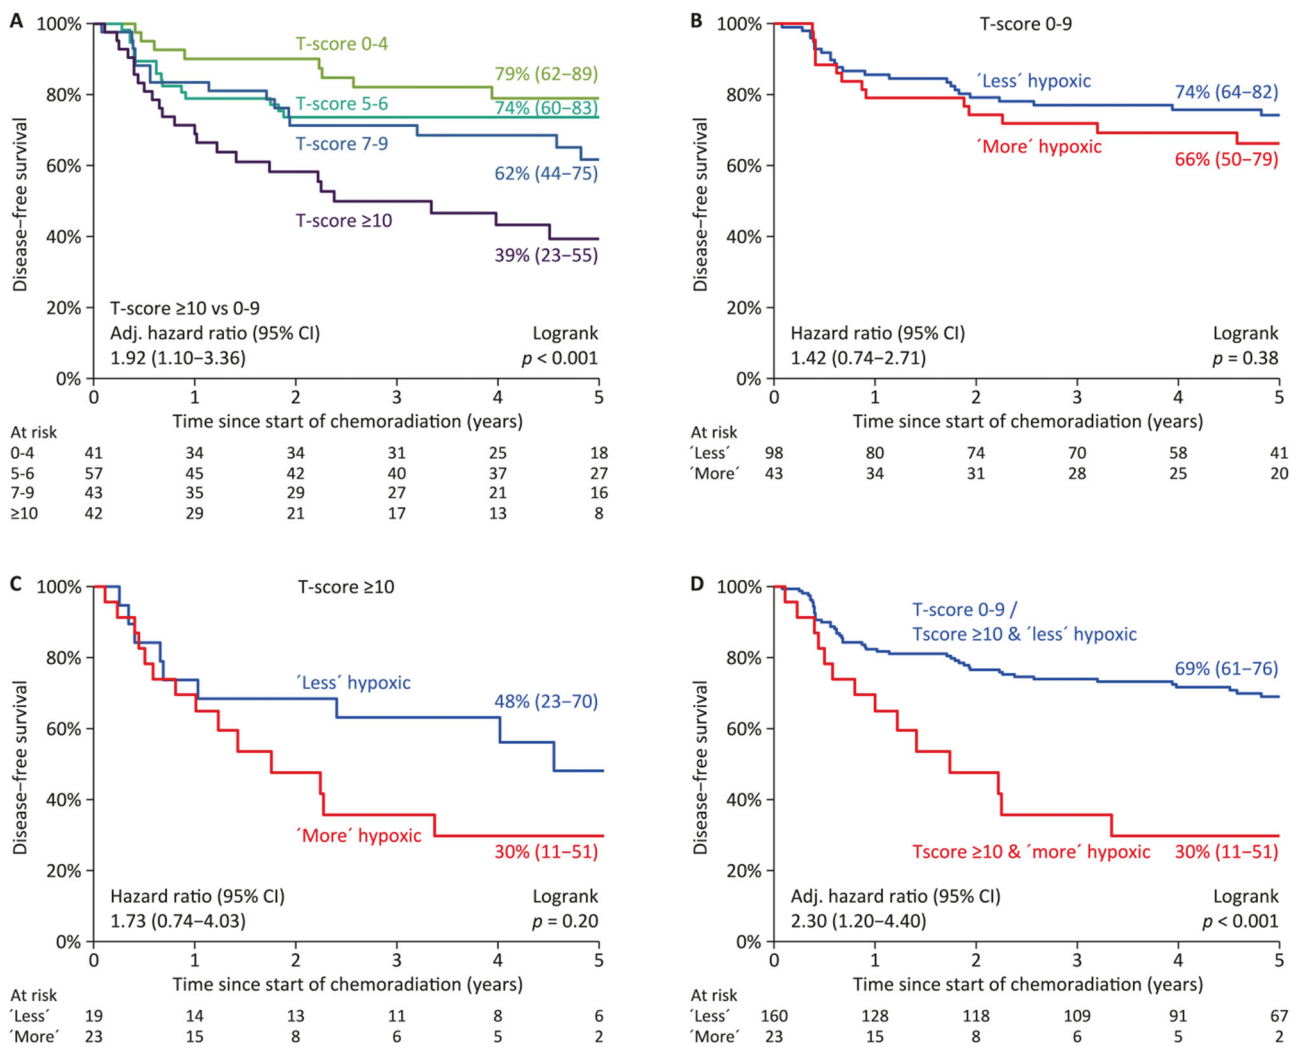 A
100%
80%
60%
40%
20%
0%
Disease−free survival
T-score 0-4
79% (62−89)
T-score 5-6
74% (60−83)
T-score 7-9
62% (44−75)
T-score ≥10
39% (23−55)
T-score ≥10 vs 0-9
Adj. hazard ratio (95% CI)
1.92 (1.10−3.36)
Logrank
p < 0.001
0 1 2 3 4 5
Time since start of chemoradiation (years)
At risk
0-4 41 34 34 31 25 18
5-6 57 45 42 40 37 27
7-9 43 35 29 27 21 16
≥10 42 29 21 17 13 8
B
T-score 0-9
100%
80%
60%
40%
20%
0%
Disease−free survival
´Less´ hypoxic
74% (64−82)
´More´ hypoxic
66% (50−79)
Hazard ratio (95% CI)
1.42 (0.74−2.71)
Logrank
p = 0.38
0 1 2 3 4 5
Time since start of chemoradiation (years)
At risk
´Less´ 98 80 74 70 58 41
´More´ 43 34 31 28 25 20
C
T-score ≥10
100%
80%
60%
40%
20%
0%
Disease−free survival
´Less´ hypoxic
48% (23−70)
´More´ hypoxic
30% (11−51)
Hazard ratio (95% CI)
1.73 (0.74−4.03)
Logrank
p = 0.20
0 1 2 3 4 5
Time since start of chemoradiation (years)
At risk
´Less´ 19 14 13 11 8 6
´More´ 23 15 8 6 5 2
D
100%
80%
60%
40%
20%
0%
Disease−free survival
T-score 0-9 /
Tscore ≥10 & ´less´ hypoxic
69% (61−76)
Tscore ≥10 & ´more´ hypoxic 30% (11−51)
Adj. hazard ratio (95% CI)
2.30 (1.20−4.40)
Logrank
p < 0.001
0 1 2 3 4 5
Time since start of chemoradiation (years)
At risk
´Less´ 160 128 118 109 91 67
´More´ 23 15 8 6 5 2